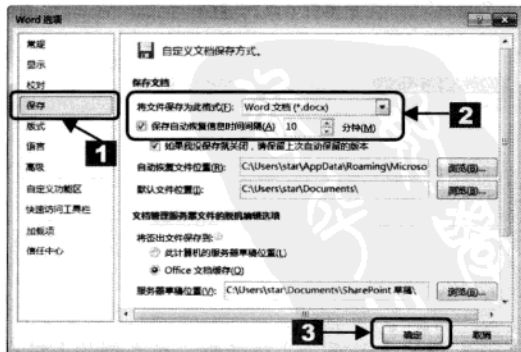 Word 选项
常规
显示
校对
保存
版式
语言
高级
自定义功能区
快速访问工具栏
加载项
信任中心
自定义文档保存方式。
保存文档
将文件保存为此格式(F): Word 文档 (*.docx)
保存自动恢复信息时间间隔(A) 10 分钟(M)
如果我没保存就关闭，请保留上次自动保留的版本
自动恢复文件位置(R): C:\Users\star\AppData\Roaming\Microso 浏览(B)...
默认文件位置(I): C:\Users\star\Documents\ 浏览(B)...
文档管理服务器文件的脱机编辑选项
将签出文件保存到:
此计算机的服务器草稿位置(L)
Office 文档缓存(O)
服务器草稿位置(V): C:\Users\star\Documents\SharePoint 草稿\ 浏览(B)...
确定 取消
1
2
3